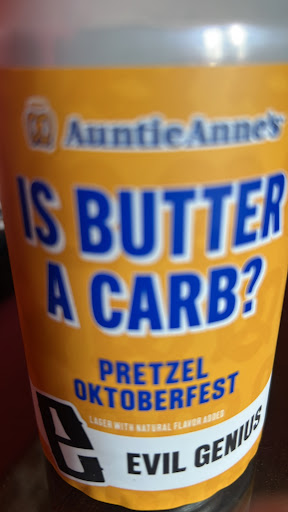 AuntieAnne's
IS BUTTER
A CARB?
PRETZEL
OKTOBERFEST
LAGER WITH NATURAL FLAVOR ADDED
e
EVIL GENIUS